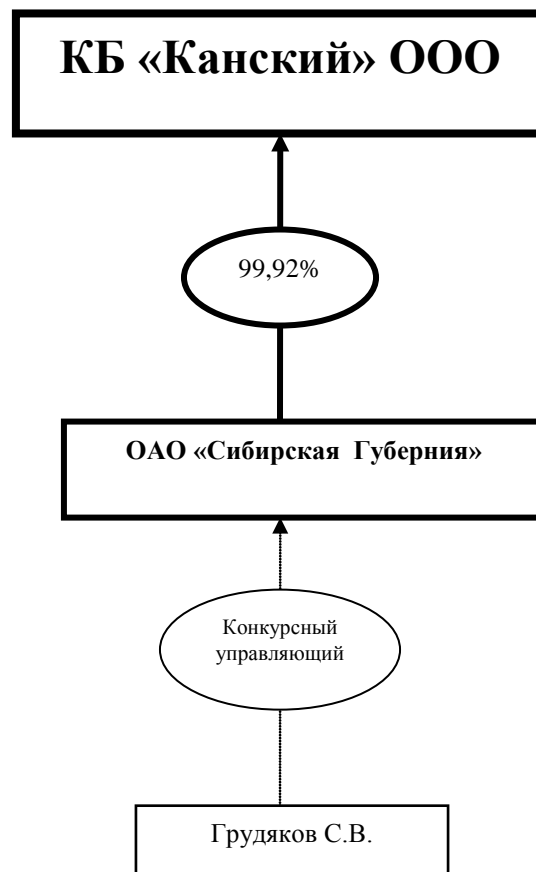 КБ «Канский» ООО
99,92%
ОАО «Сибирская Губерния»
Конкурсный
управляющий
Грудяков С.В.